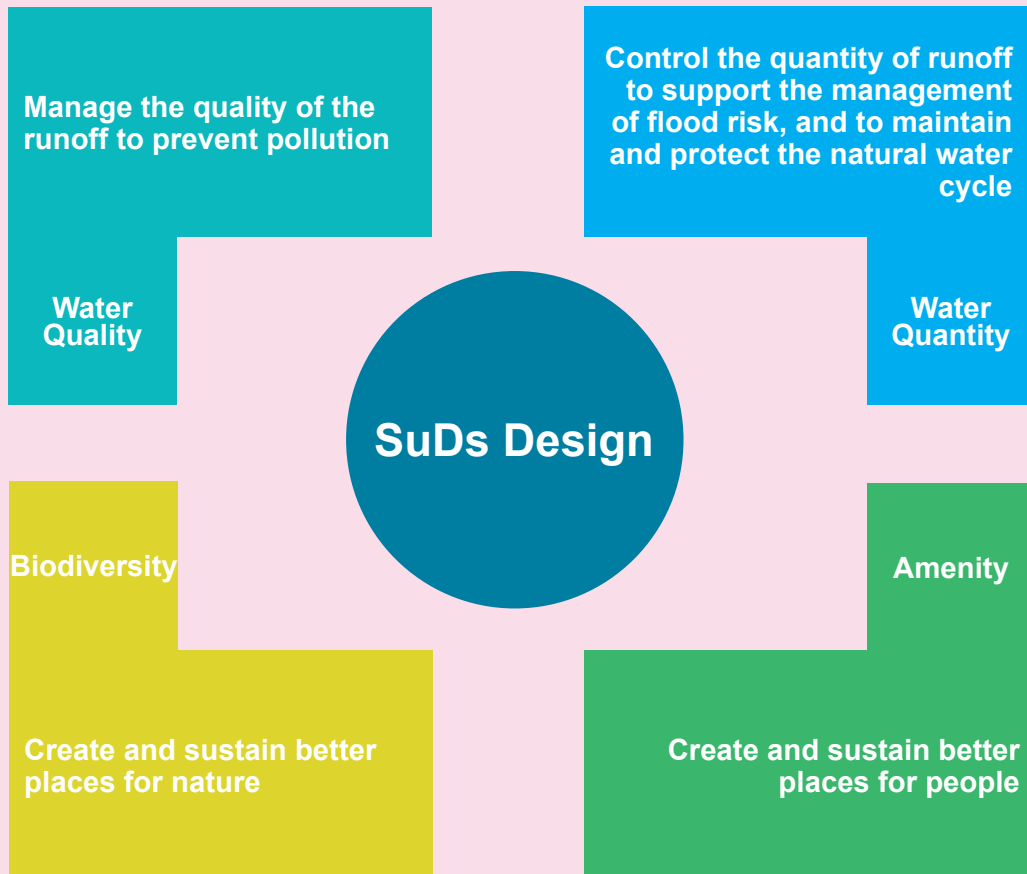 Manage the quality of the
runoff to prevent pollution
Water
Quality
Control the quantity of runoff
to support the management
of flood risk, and to maintain
and protect the natural water
cycle
Water
Quantity
SuDs Design
Biodiversity
Create and sustain better
places for nature
Amenity
Create and sustain better
places for people